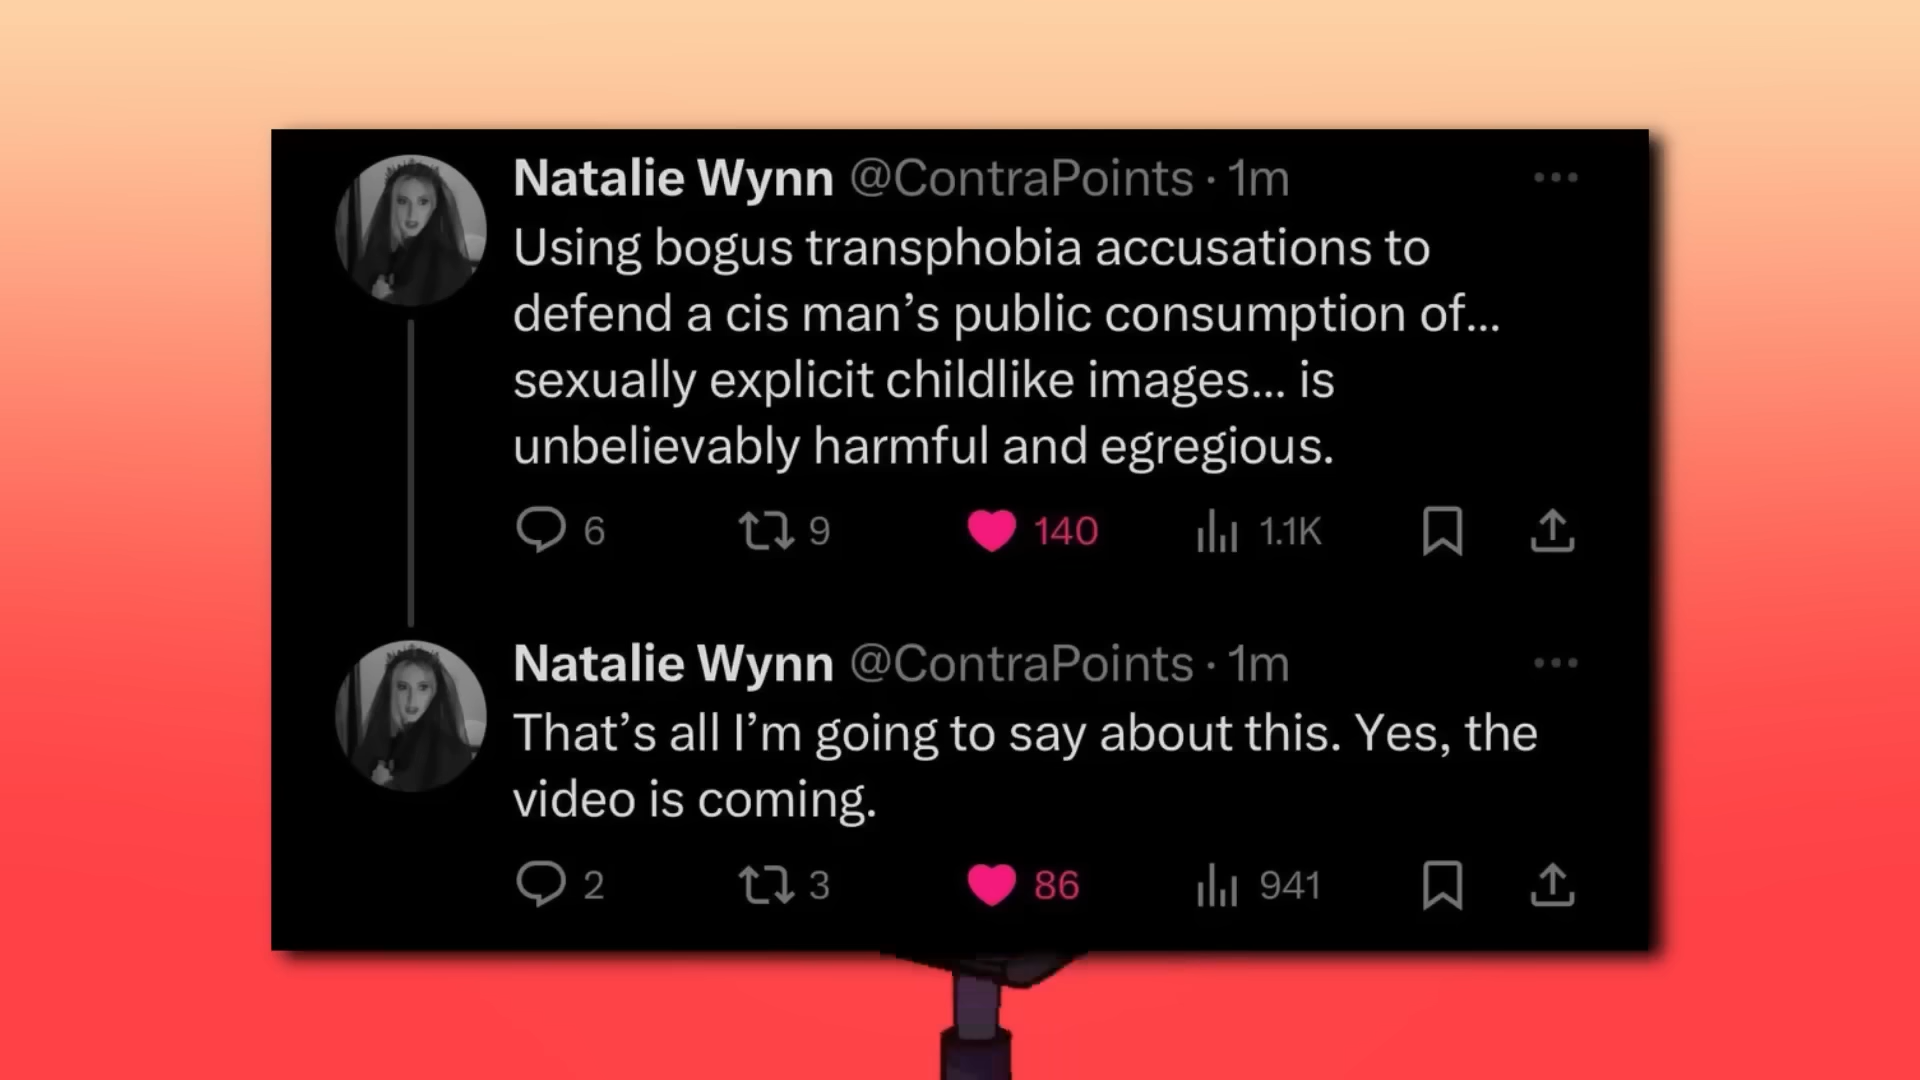 Natalie Wynn @ContraPoints · 1m
Using bogus transphobia accusations to
defend a cis man’s public consumption of...
sexually explicit childlike images... is
unbelievably harmful and egregious.
6 9 140 1.1K
Natalie Wynn @ContraPoints · 1m
That’s all I’m going to say about this. Yes, the
video is coming.
2 3 86 941